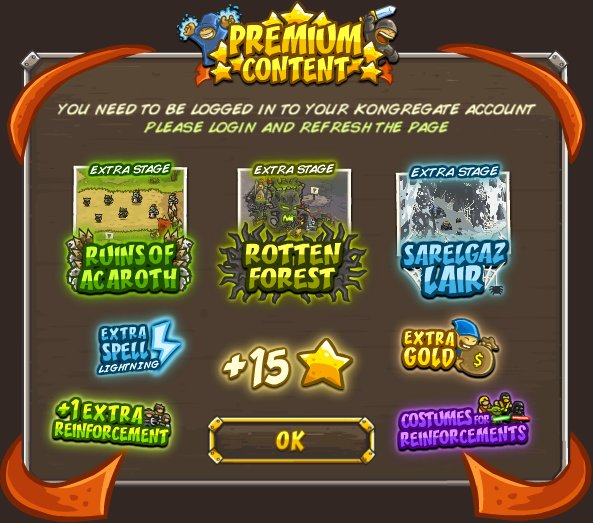 PREMIUM
CONTENT
YOU NEED TO BE LOGGED IN TO YOUR KONGREGATE ACCOUNT
PLEASE LOGIN AND REFRESH THE PAGE
EXTRA STAGE
RUINS OF
ACAROTH
EXTRA STAGE
ROTTEN
FOREST
EXTRA STAGE
SARELGAZ
LAIR
EXTRA
SPELL
LIGHTNING
+15
EXTRA
GOLD
$
+1 EXTRA
REINFORCEMENT
OK
COSTUMES FOR
REINFORCEMENTS